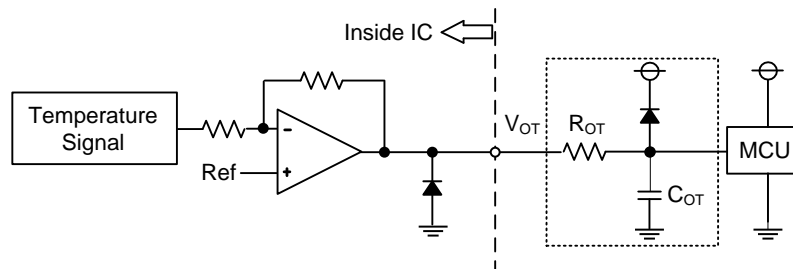 Inside IC
Temperature
Signal
-
+
Ref
VOT
ROT
COT
MCU